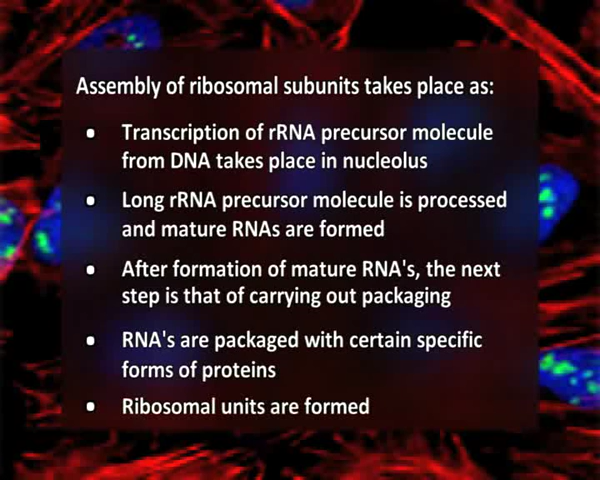 Assembly of ribosomal subunits takes place as:
• Transcription of rRNA precursor molecule
from DNA takes place in nucleolus
• Long rRNA precursor molecule is processed
and mature RNAs are formed
• After formation of mature RNA's, the next
step is that of carrying out packaging
• RNA's are packaged with certain specific
forms of proteins
• Ribosomal units are formed